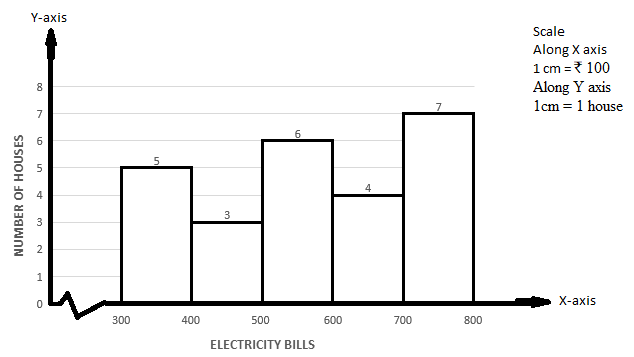 Y-axis
Scale
Along X axis
1 cm = ₹ 100
Along Y axis
1cm = 1 house
NUMBER OF HOUSES
8
7
6
5
4
3
2
1
0
5
3
6
4
7
300 400 500 600 700 800
X-axis
ELECTRICITY BILLS